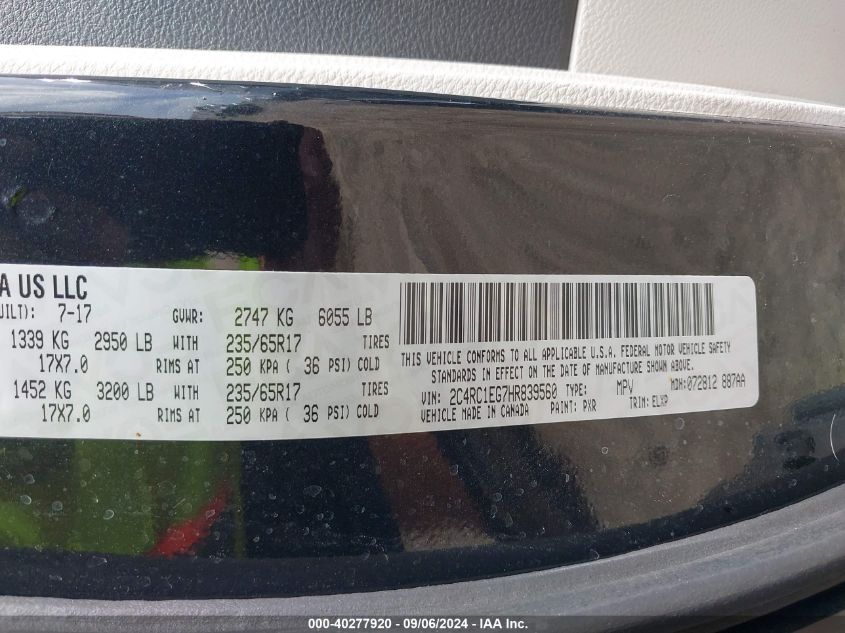 A US LLC
UILT): 7-17 GVWR: 2747 KG 6055 LB
1339 KG 2950 LB WITH 235/65R17 TIRES
17X7.0 RIMS AT 250 KPA ( 36 PSI) COLD
1452 KG 3200 LB WITH 235/65R17 TIRES
17X7.0 RIMS AT 250 KPA ( 36 PSI) COLD
THIS VEHICLE CONFORMS TO ALL APPLICABLE U.S.A. FEDERAL MOTOR VEHICLE SAFETY
STANDARDS IN EFFECT ON THE DATE OF MANUFACTURE SHOWN ABOVE.
VIN: 2C4RC1EG7HR839560 TYPE: MPV MDH:072812 887AA
VEHICLE MADE IN CANADA PAINT: PXR TRIM: ELXP
000-40277920 - 09/06/2024 - IAAI.COM